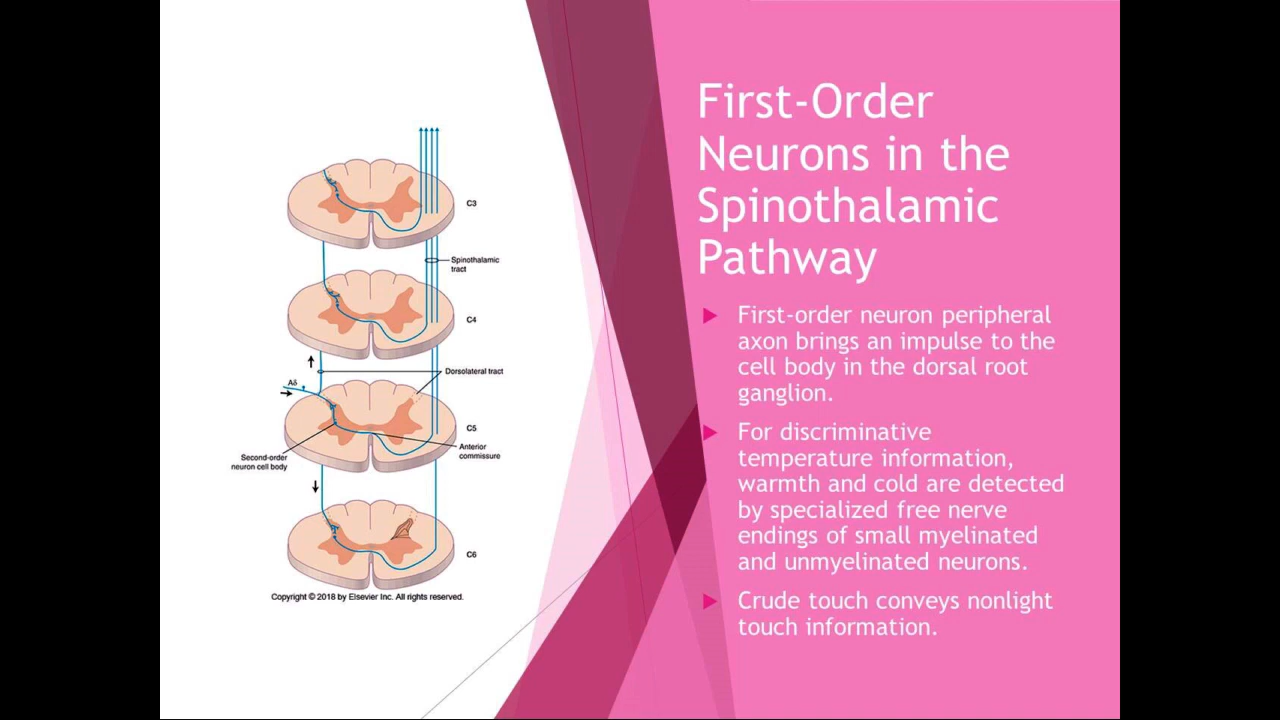 First-Order
Neurons in the
Spinothalamic
Pathway
First-order neuron peripheral
axon brings an impulse to the
cell body in the dorsal root
ganglion.
For discriminative
temperature information,
warmth and cold are detected
by specialized free nerve
endings of small myelinated
and unmyelinated neurons.
Crude touch conveys nonlight
touch information.
C3
Spinothalamic
tract
C4
Dorsolateral tract
Aδ
C5
Anterior
commissure
Second-order
neuron cell body
C6
Copyright © 2018 by Elsevier Inc. All rights reserved.